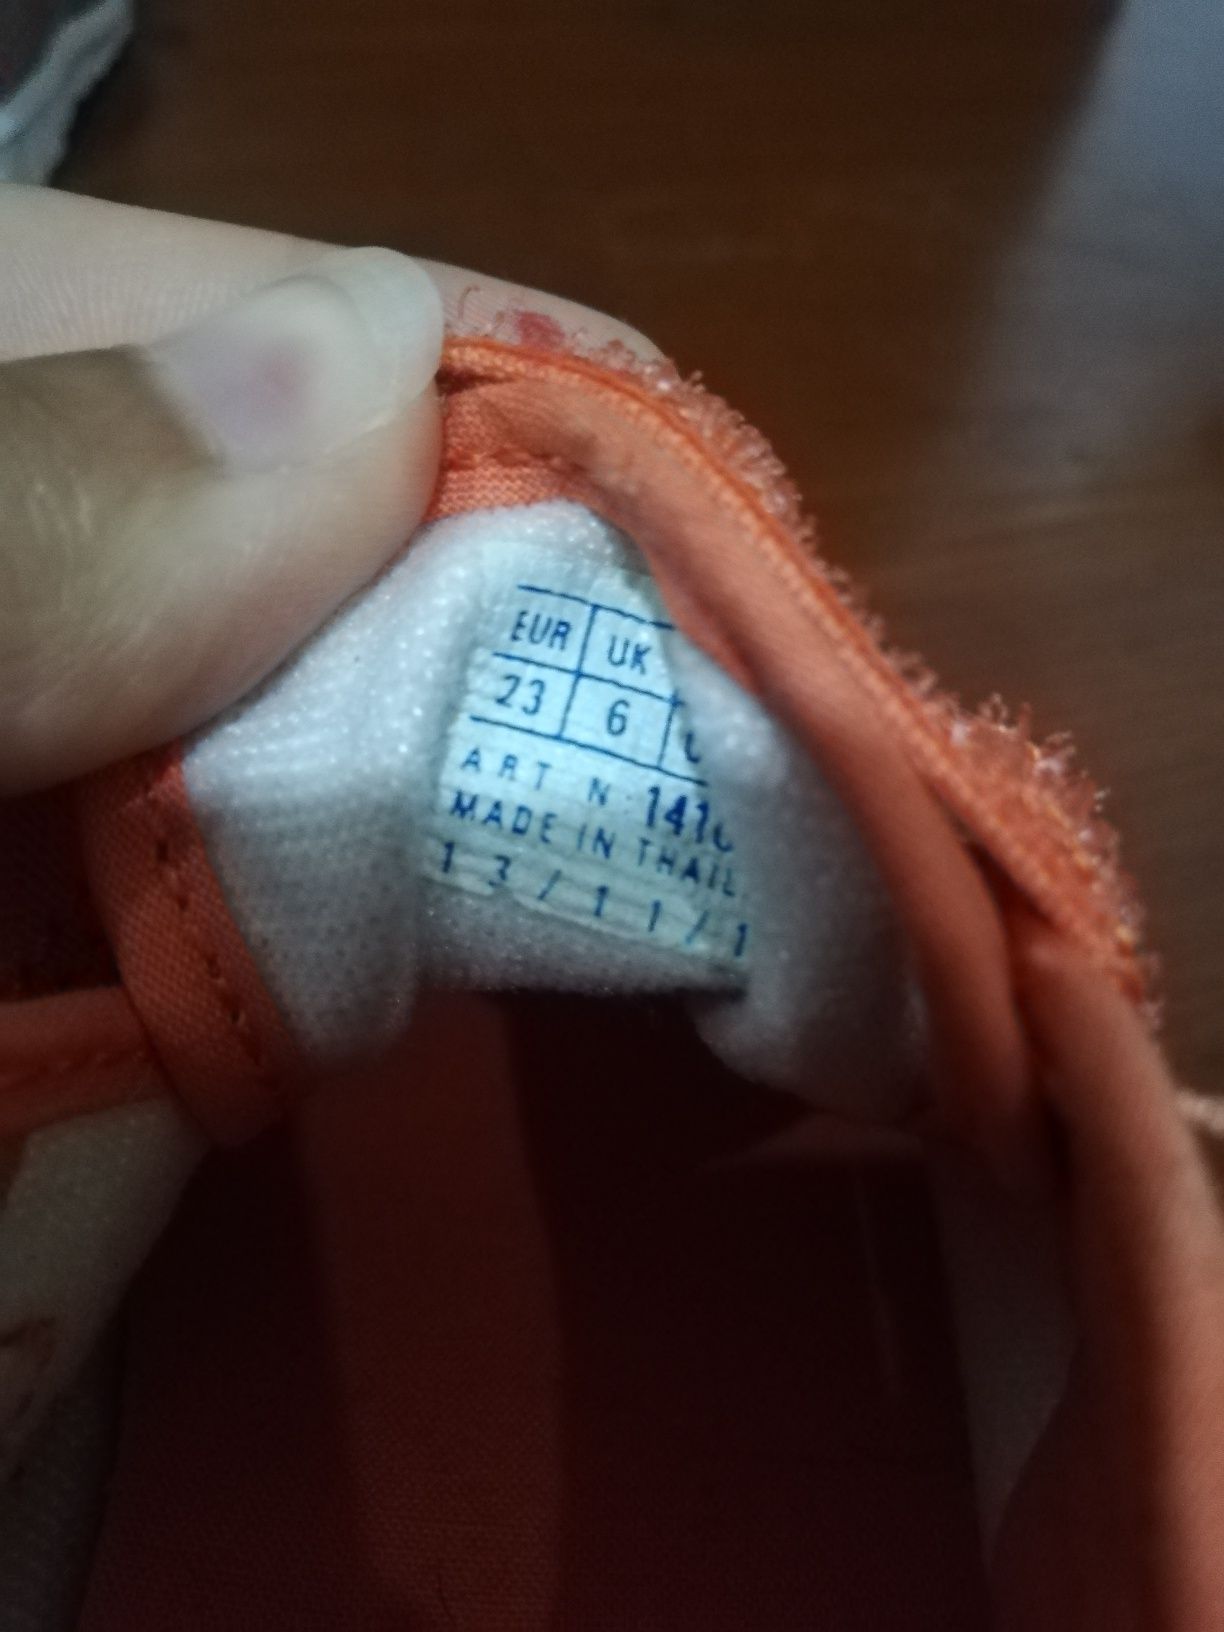 EUR UK
23 6
ART N 141
MADE IN THAIL
13/11/1